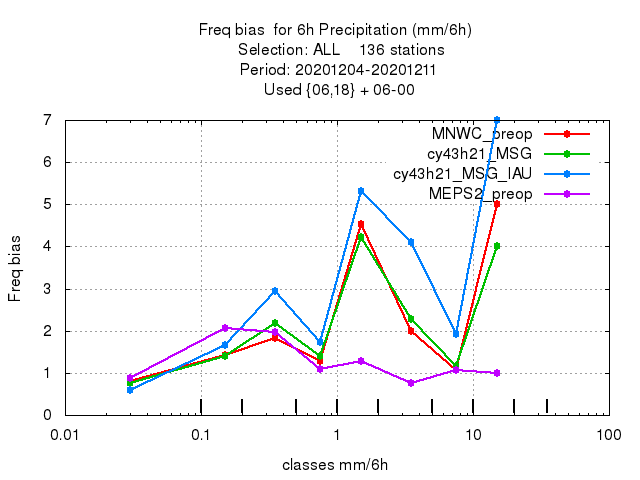 Freq bias  for 6h Precipitation (mm/6h)
Selection: ALL    136 stations
Period: 20201204-20201211
Used {06,18} + 06-00
MNWC_preop
cy43h21_MSG
cy43h21_MSG_IAU
MEPS2_preop
Freq bias
7
6
5
4
3
2
1
0
0.01 0.1 1 10 100
classes mm/6h